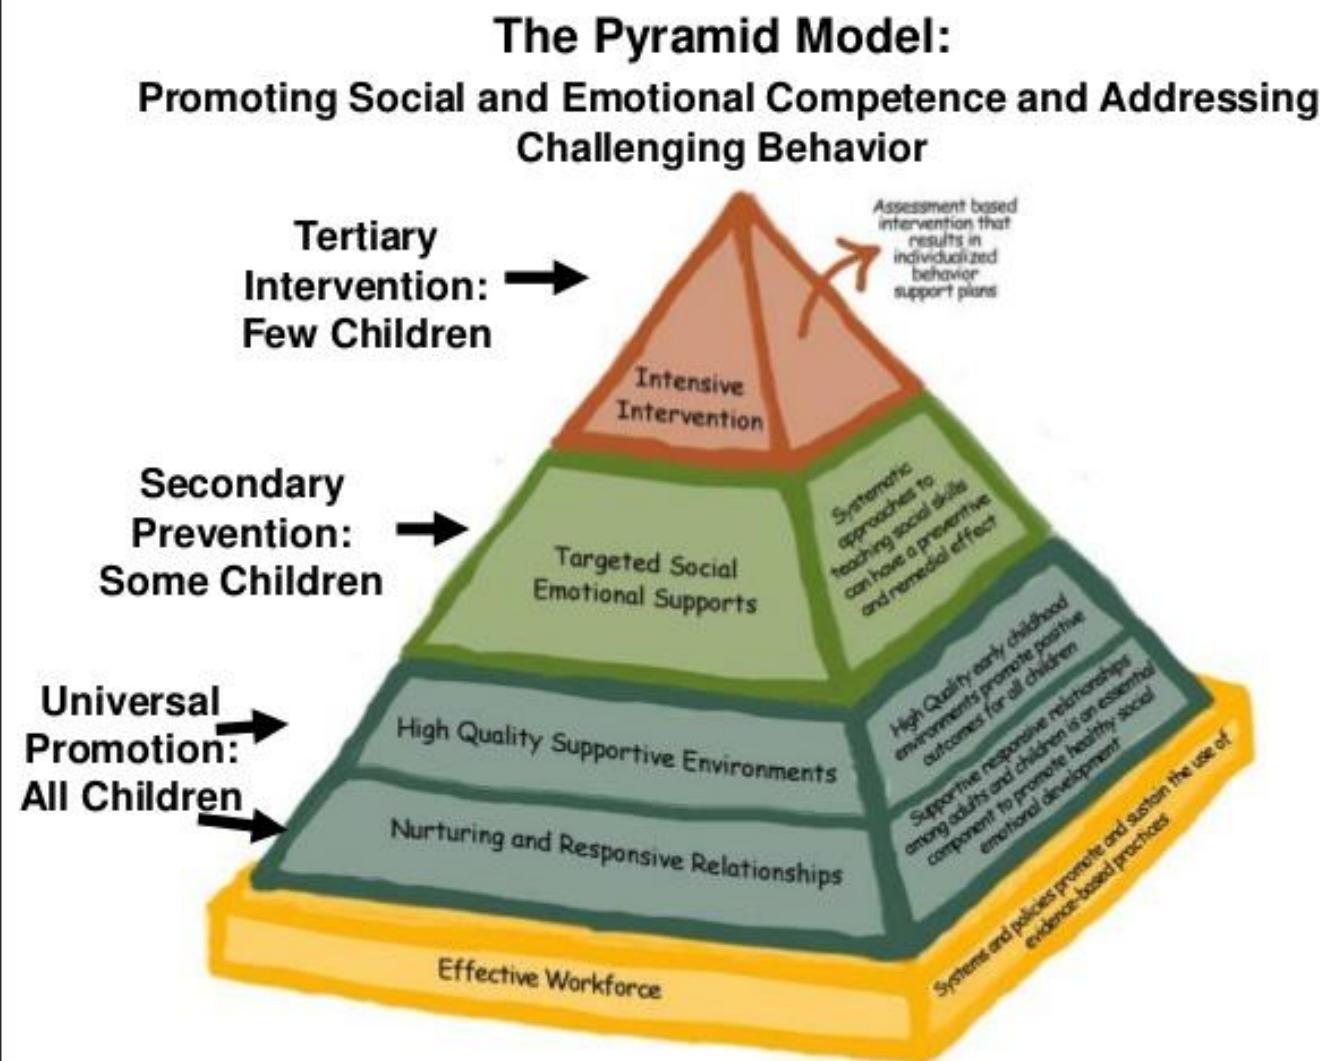 The Pyramid Model:
Promoting Social and Emotional Competence and Addressing
Challenging Behavior
Tertiary
Intervention:
Few Children
Assessment based
intervention that
results in
individualized
behavior
support plans
Intensive
Intervention
Secondary
Prevention:
Some Children
Targeted Social
Emotional Supports
Systematic
approaches to
teaching social skills
can have a preventive
and remedial effect
Universal
Promotion:
All Children
High Quality Supportive Environments
High Quality early childhood
environments promote positive
outcomes for all children
Nurturing and Responsive Relationships
Supportive responsive relationships
among adults and children is an essential
component to promote healthy social
emotional development
Effective Workforce
Systems and policies promote and sustain the use of
evidence-based practices